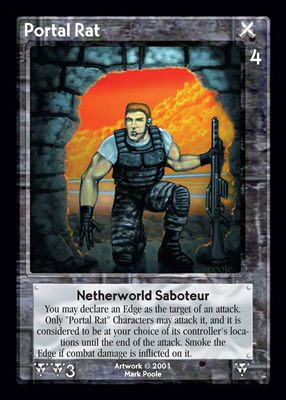 Portal Rat
4
poole
Netherworld Saboteur
You may declare an Edge as the target of an attack.
Only "Portal Rat" Characters may attack it, and it is
considered to be at your choice of its controller's loca-
tions until the end of the attack. Smoke the
Edge if combat damage is inflicted on it.
3
Artwork © 2001
Mark Poole